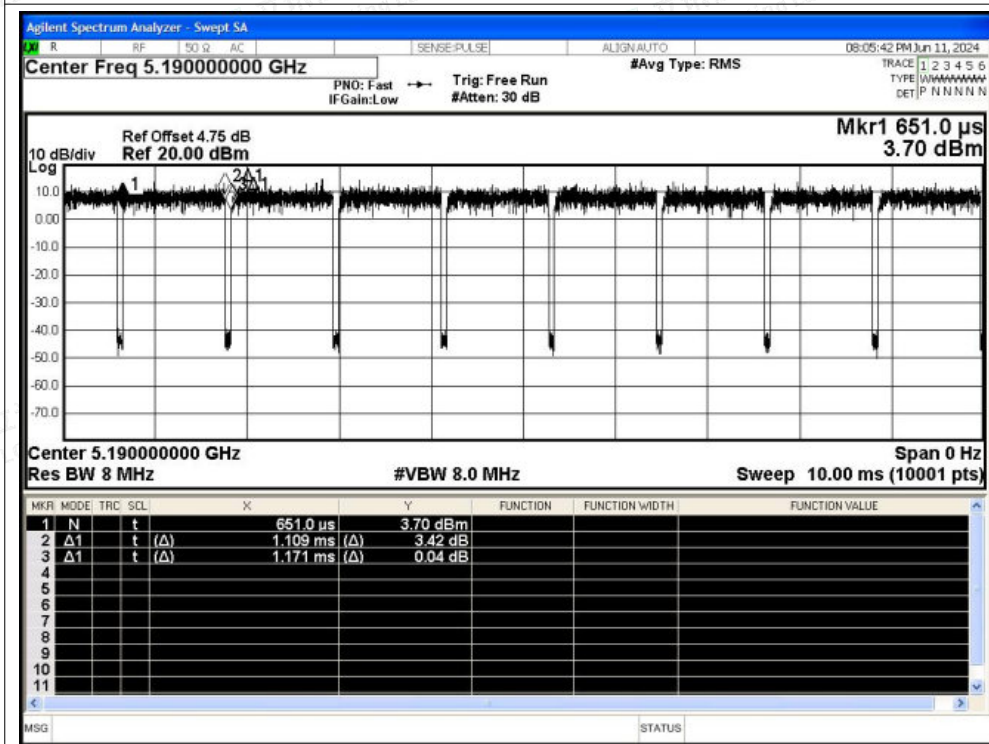 Agilent Spectrum Analyzer - Swept SA
R RF 50 Ω AC SENSE:PULSE ALIGN AUTO 08:05:42 PM Jun 11, 2024
Center Freq 5.190000000 GHz #Avg Type: RMS TRACE 1 2 3 4 5 6
PNO: Fast Trig: Free Run TYPE
IFGain:Low #Atten: 30 dB DET P N N N N N
Mkr1 651.0 µs
Ref Offset 4.75 dB
10 dB/div Ref 20.00 dBm 3.70 dBm
Log
1 2Δ1
10.0
0.00
-10.0
-20.0
-30.0
-40.0
-50.0
-60.0
-70.0
Center 5.190000000 GHz Span 0 Hz
Res BW 8 MHz #VBW 8.0 MHz Sweep 10.00 ms (10001 pts)
MKR MODE TRC SCL X Y FUNCTION FUNCTION WIDTH FUNCTION VALUE
1 N t 651.0 µs 3.70 dBm
2 Δ1 t (Δ) 1.109 ms (Δ) 3.42 dB
3 Δ1 t (Δ) 1.171 ms (Δ) 0.04 dB
4
5
6
7
8
9
10
11
MSG STATUS